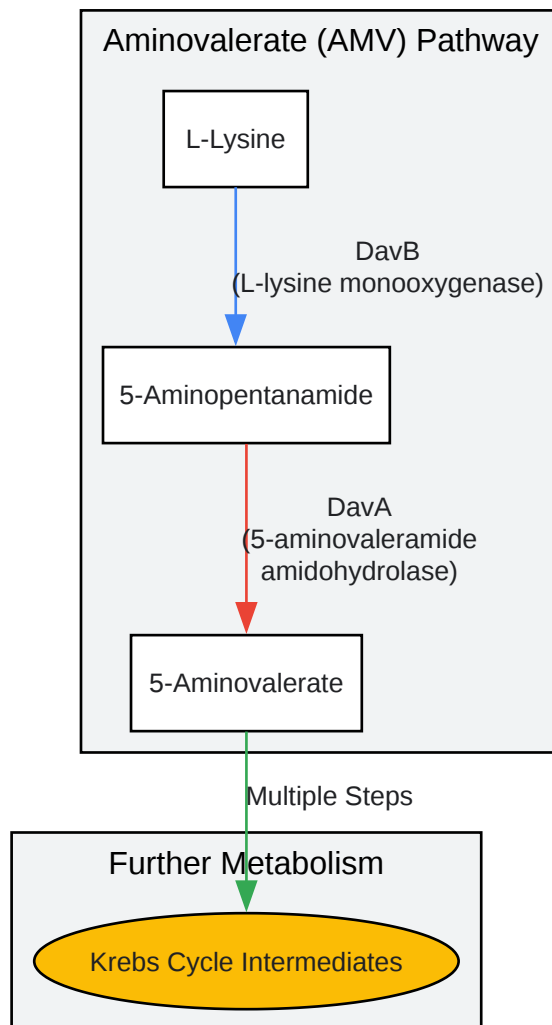 Aminovalerate (AMV) Pathway
L-Lysine
DavB
(L-lysine monooxygenase)
5-Aminopentanamide
DavA
(5-aminovaleramide
amidohydrolase)
5-Aminovalerate
Multiple Steps
Further Metabolism
Krebs Cycle Intermediates